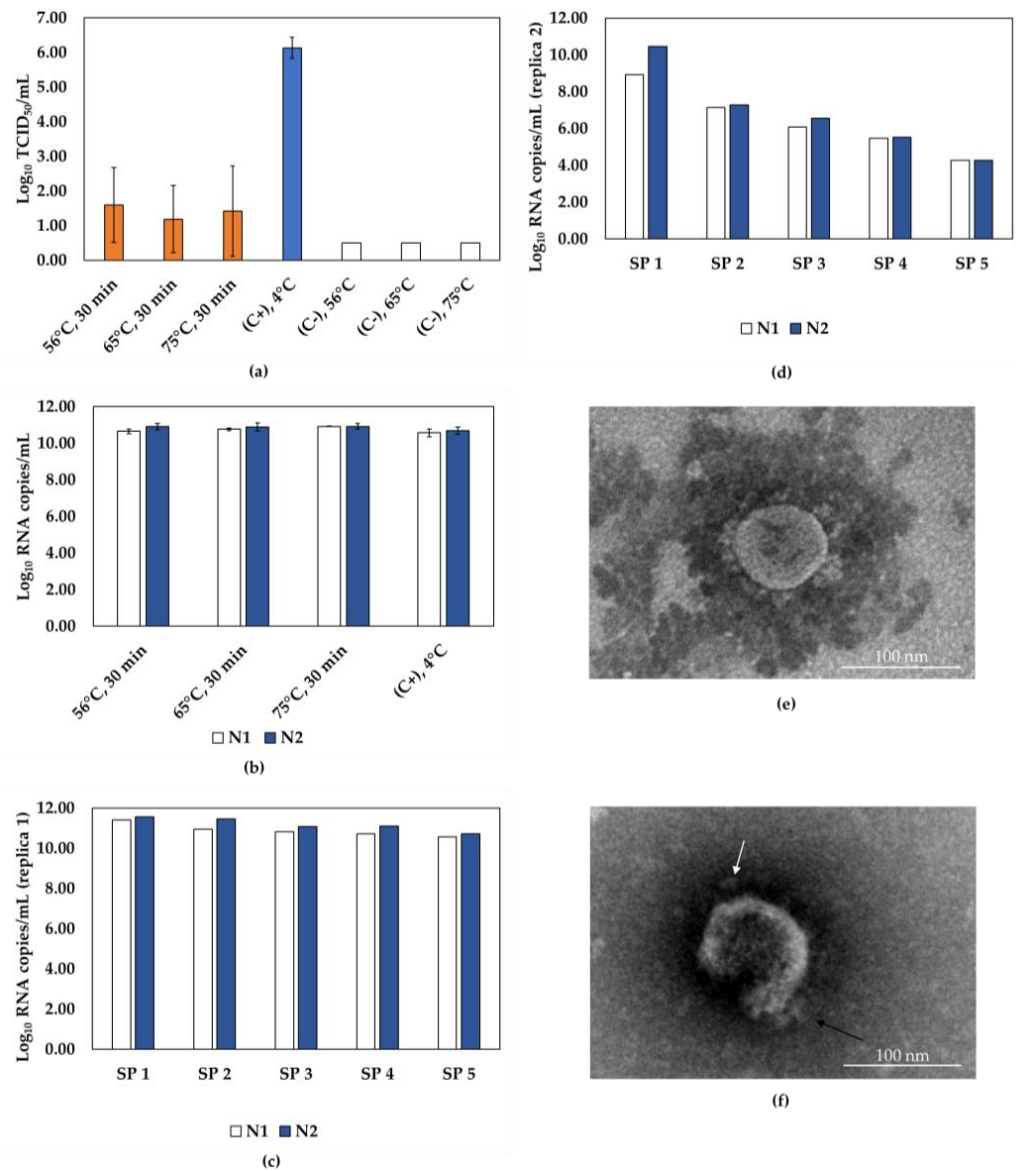 Log₁₀ TCID₅₀/mL
7.00
6.00
5.00
4.00
3.00
2.00
1.00
0.00
56°C, 30 min
65°C, 30 min
75°C, 30 min
(C+), 4°C
(C-), 56°C
(C-), 65°C
(C-), 75°C
(a)
Log₁₀ RNA copies/mL
12.00
10.00
8.00
6.00
4.00
2.00
0.00
56°C, 30 min
65°C, 30 min
75°C, 30 min
(C+), 4°C
N1 N2
(b)
Log₁₀ RNA copies/mL (replica 1)
12.00
10.00
8.00
6.00
4.00
2.00
0.00
SP 1 SP 2 SP 3 SP 4 SP 5
N1 N2
(c)
Log₁₀ RNA copies/mL (replica 2)
12.00
10.00
8.00
6.00
4.00
2.00
0.00
SP 1 SP 2 SP 3 SP 4 SP 5
N1 N2
(d)
100 nm
(e)
100 nm
(f)